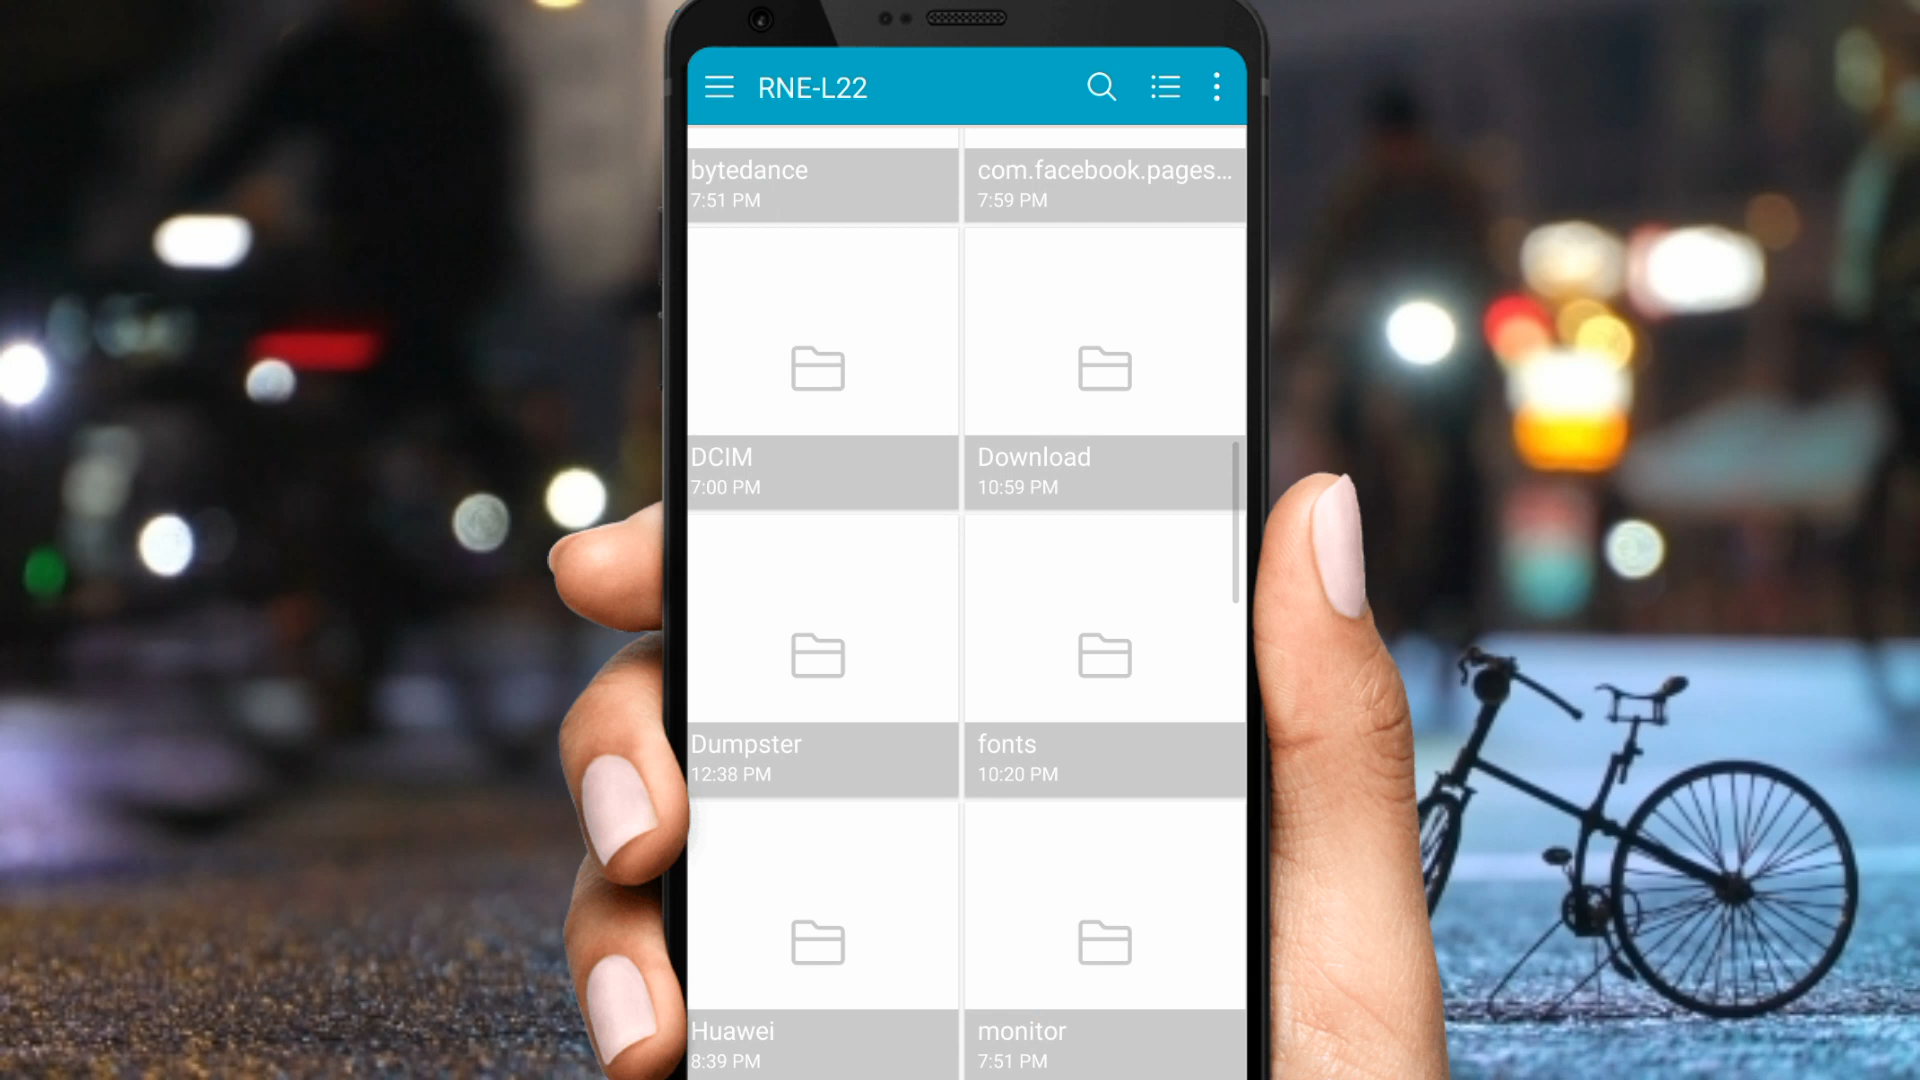 RNE-L22
bytedance
7:51 PM
com.facebook.pages...
7:59 PM
DCIM
7:00 PM
Download
10:59 PM
Dumpster
12:38 PM
fonts
10:20 PM
Huawei
8:39 PM
monitor
7:51 PM